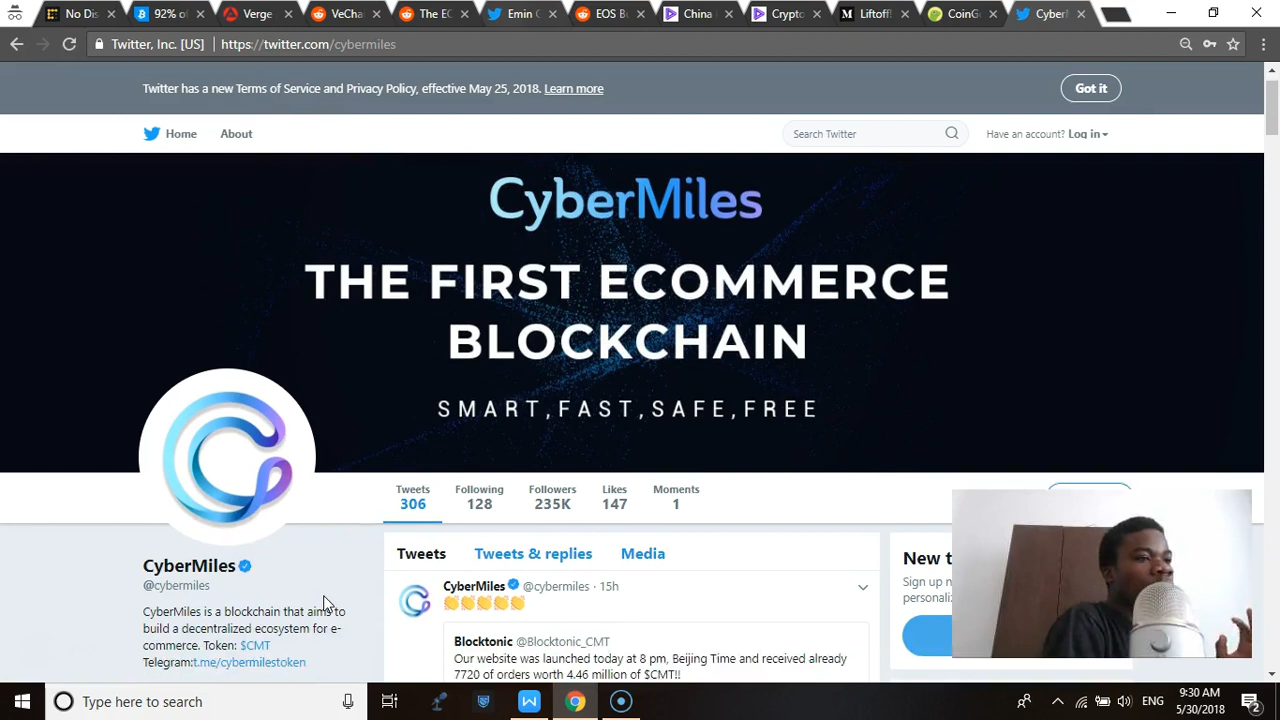 No Dis
92% o
Verge
VeCha
The EC
Emin G
EOS B
China
Crypto
Liftoff
CoinG
Cyber
Twitter, Inc. [US] https://twitter.com/cybermiles
Twitter has a new Terms of Service and Privacy Policy, effective May 25, 2018. Learn more
Got it
Home About
Search Twitter
Have an account? Log in
CyberMiles
THE FIRST ECOMMERCE
BLOCKCHAIN
SMART,FAST,SAFE,FREE
Tweets Following Followers Likes Moments
306 128 235K 147 1
Tweets Tweets & replies Media
CyberMiles
@cybermiles
CyberMiles is a blockchain that aims to
build a decentralized ecosystem for e-
commerce. Token: $CMT
Telegram:t.me/cybermilestoken
CyberMiles @cybermiles · 15h
👏👏👏👏👏
Blocktonic @Blocktonic_CMT
Our website was launched today at 8 pm, Beijing Time and received already
7720 of orders worth 4.46 million of $CMT!!
New t
Sign up n
personaliz
Type here to search
ENG
9:30 AM
5/30/2018
2